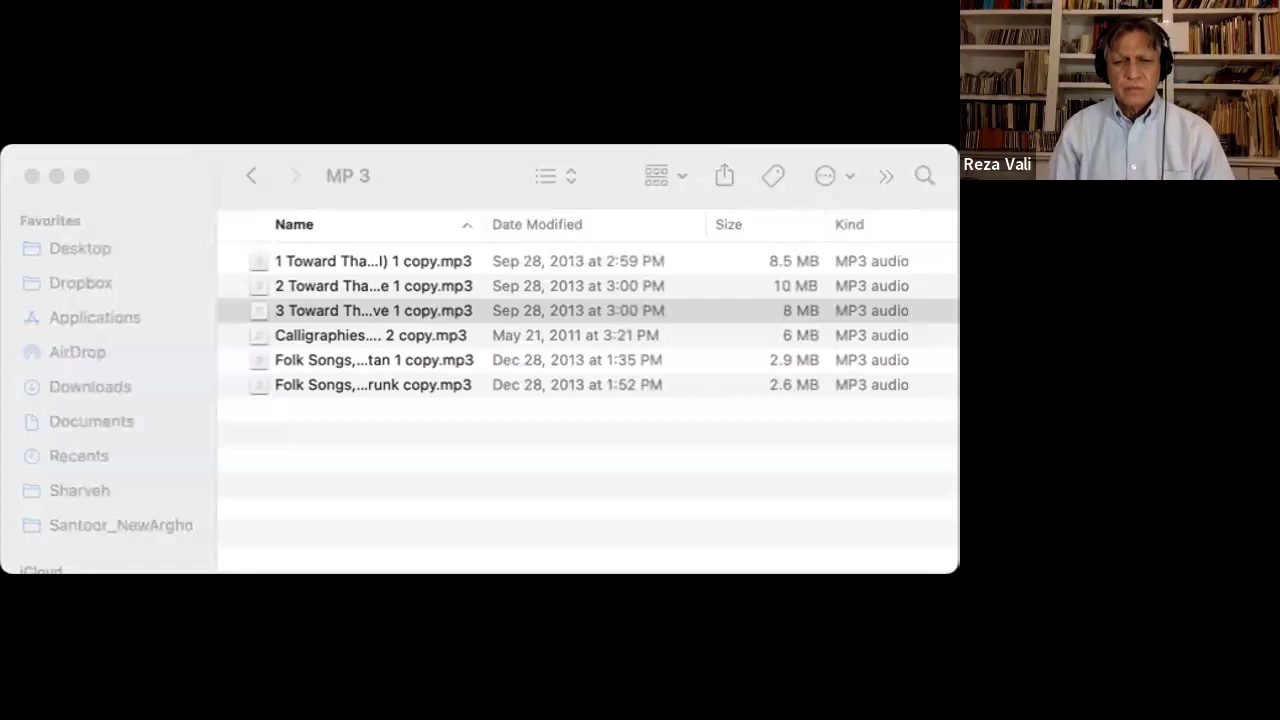 Reza Vali
MP 3
Favorites
Desktop
Dropbox
Applications
AirDrop
Downloads
Documents
Recents
Sharveh
Santoor_NewArgho
iCloud
Name Date Modified Size Kind
1 Toward Tha...l) 1 copy.mp3 Sep 28, 2013 at 2:59 PM 8.5 MB MP3 audio
2 Toward Tha...e 1 copy.mp3 Sep 28, 2013 at 3:00 PM 10 MB MP3 audio
3 Toward Th...ve 1 copy.mp3 Sep 28, 2013 at 3:00 PM 8 MB MP3 audio
Calligraphies.... 2 copy.mp3 May 21, 2011 at 3:21 PM 6 MB MP3 audio
Folk Songs,...tan 1 copy.mp3 Dec 28, 2013 at 1:35 PM 2.9 MB MP3 audio
Folk Songs,...runk copy.mp3 Dec 28, 2013 at 1:52 PM 2.6 MB MP3 audio